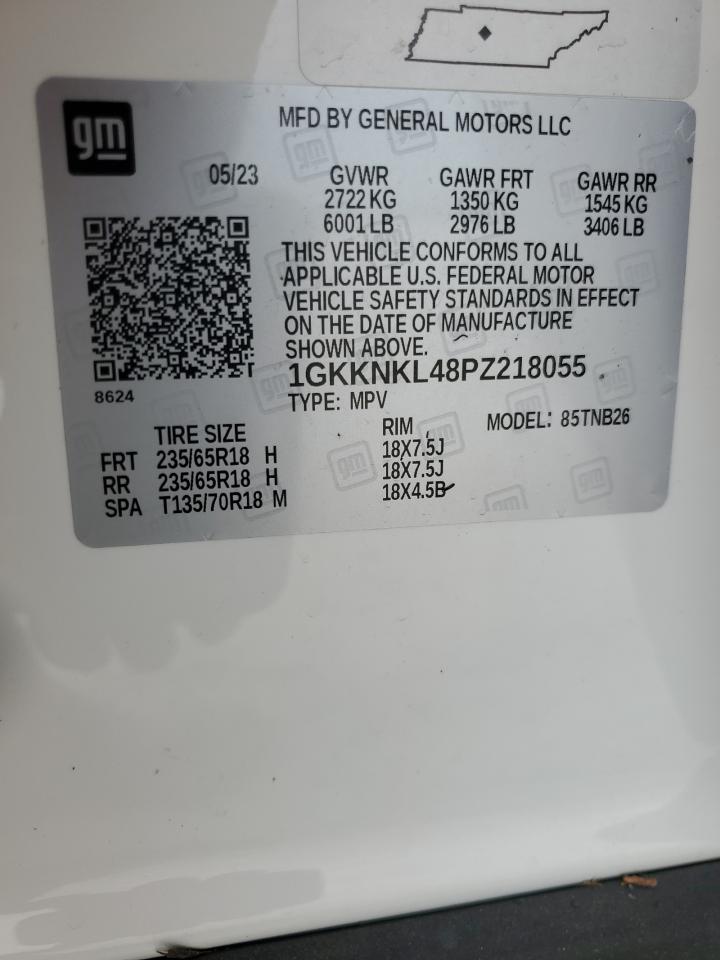 gm
MFD BY GENERAL MOTORS LLC
05/23 GVWR GAWR FRT GAWR RR
2722 KG 1350 KG 1545 KG
6001 LB 2976 LB 3406 LB
THIS VEHICLE CONFORMS TO ALL
APPLICABLE U.S. FEDERAL MOTOR
VEHICLE SAFETY STANDARDS IN EFFECT
ON THE DATE OF MANUFACTURE
SHOWN ABOVE.
1GKKNKL48PZ218055
8624
TYPE: MPV
MODEL: 85TNB26
TIRE SIZE RIM
FRT 235/65R18 H 18X7.5J
RR 235/65R18 H 18X7.5J
SPA T135/70R18 M 18X4.5B